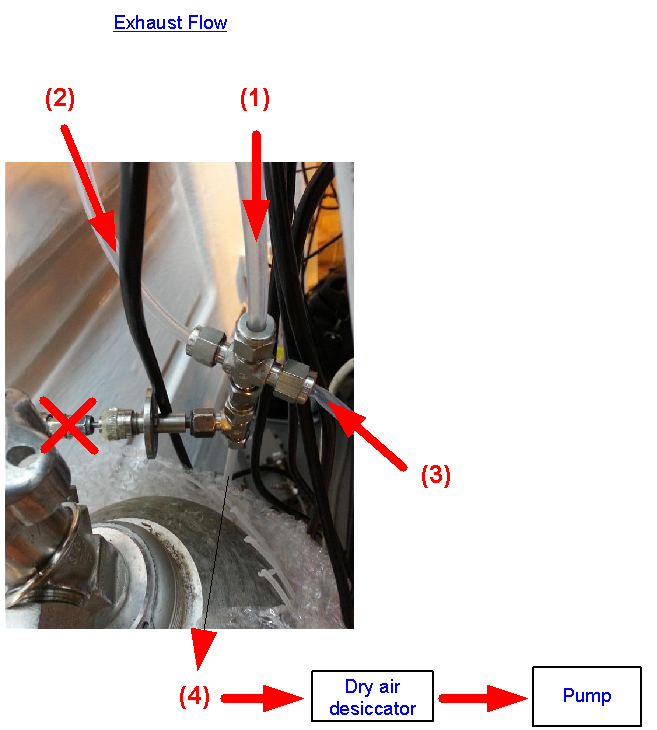 Exhaust Flow
(2)
(1)
(3)
(4)
Dry air
desiccator
Pump